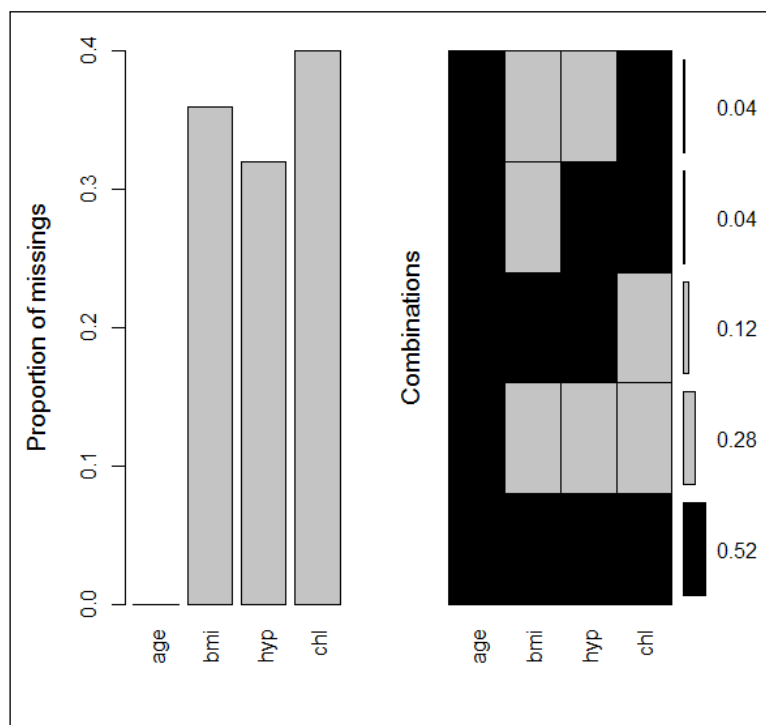 Proportion of missings
0.4
0.3
0.2
0.1
0.0
age bmi hyp chl
Combinations
0.04
0.04
0.12
0.28
0.52
age bmi hyp chl